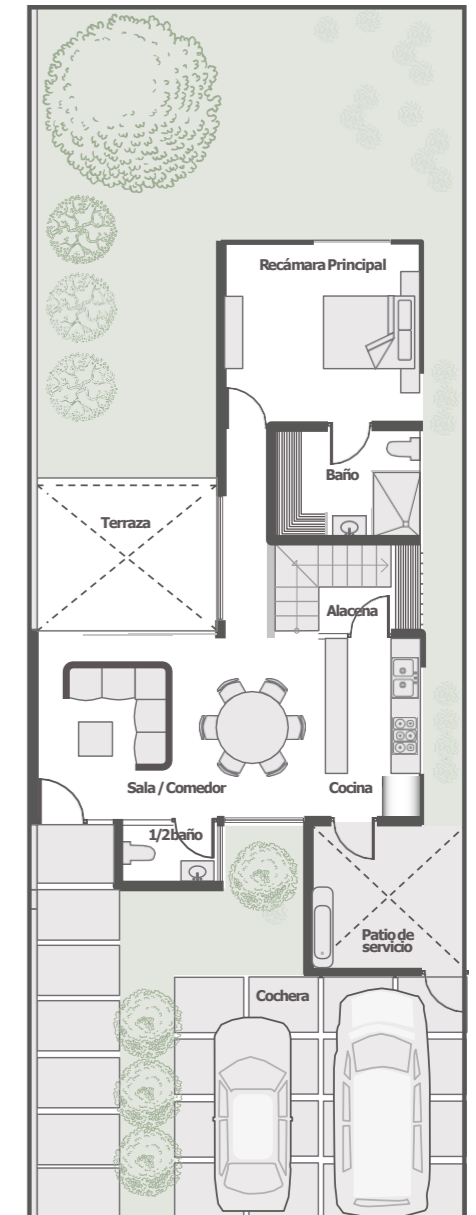 Recámara Principal
Baño
Terraza
Alacena
Sala / Comedor
Cocina
1/2baño
Patio de
servicio
Cochera